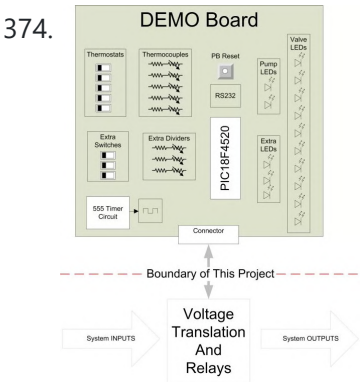 374.
DEMO Board
Thermostats
Thermocouples
PB Reset
Valve
LEDs
Pump
LEDs
RS232
Extra
Switches
Extra Dividers
PIC18F4520
Extra
LEDs
555 Timer
Circuit
Connector
Boundary of This Project
System INPUTS
Voltage
Translation
And
Relays
System OUTPUTS